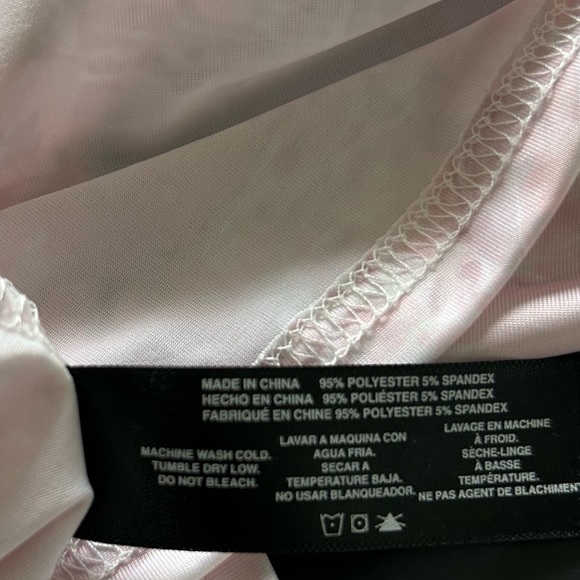 MADE IN CHINA 95% POLYESTER 5% SPANDEX
HECHO EN CHINA 95% POLIÉSTER 5% SPANDEX
FABRIQUÉ EN CHINE 95% POLYESTER 5% SPANDEX
MACHINE WASH COLD.
TUMBLE DRY LOW.
DO NOT BLEACH.
LAVAR A MAQUINA CON
AGUA FRIA.
SECAR A
TEMPERATURE BAJA.
NO USAR BLANQUEADOR.
LAVAGE EN MACHINE
À FROID.
SÈCHE-LINGE
À BASSE
TEMPÉRATURE.
NE PAS AGENT DE BLACHIMENT